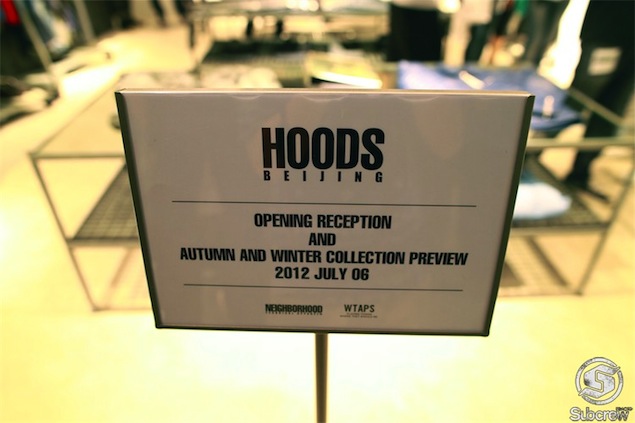 HOODS
BEIJING
OPENING RECEPTION
AND
AUTUMN AND WINTER COLLECTION PREVIEW
2012 JULY 06
NEIGHBORHOOD
WTAPS
S
Subcrew